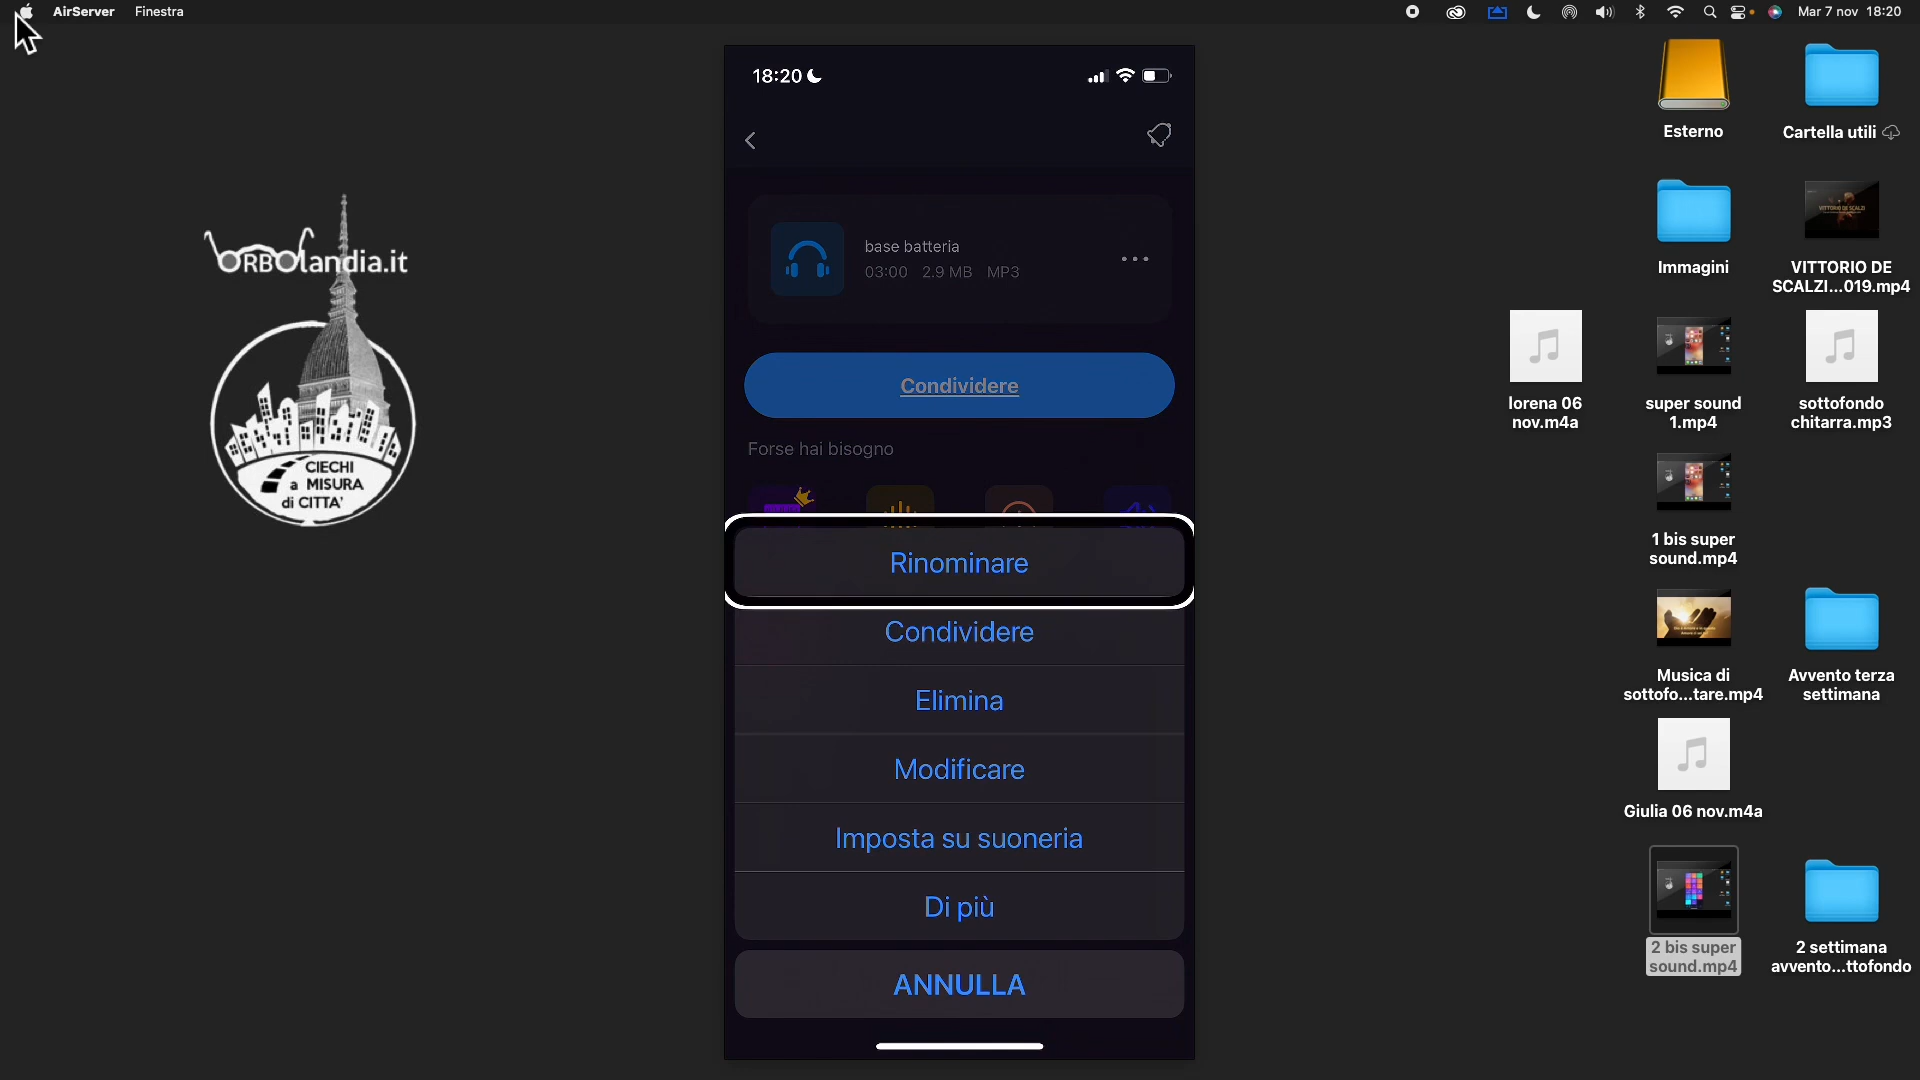 AirServer Finestra
Mar 7 nov 18:20
18:20
base batteria
03:00 2.9 MB MP3
Condividere
Forse hai bisogno
Rinominare
Condividere
Elimina
Modificare
Imposta su suoneria
Di più
ANNULLA
ORBOlandia.it
CIECHI
a MISURA
di CITTA'
Esterno
Cartella utili
Immagini
VITTORIO DE SCALZI
VITTORIO DE
SCALZI...019.mp4
lorena 06
nov.m4a
super sound
1.mp4
sottofondo
chitarra.mp3
1 bis super
sound.mp4
Musica di
sottofo...tare.mp4
Avvento terza
settimana
Giulia 06 nov.m4a
2 bis super
sound.mp4
2 settimana
avvento...ttofondo